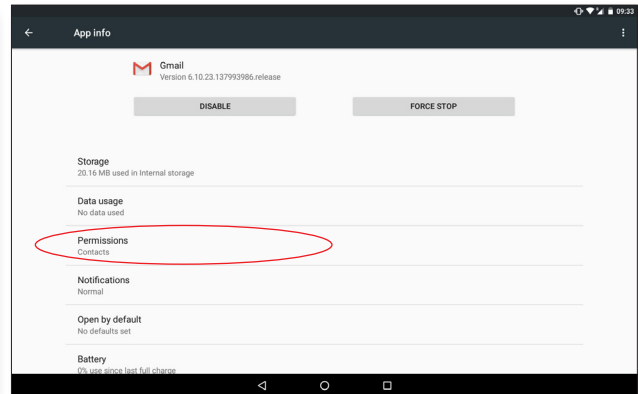 09:33
App info
Gmail
Version 6.10.23.137993986.release
DISABLE FORCE STOP
Storage
20.16 MB used in Internal storage
Data usage
No data used
Permissions
Contacts
Notifications
Normal
Open by default
No defaults set
Battery
0% use since last full charge